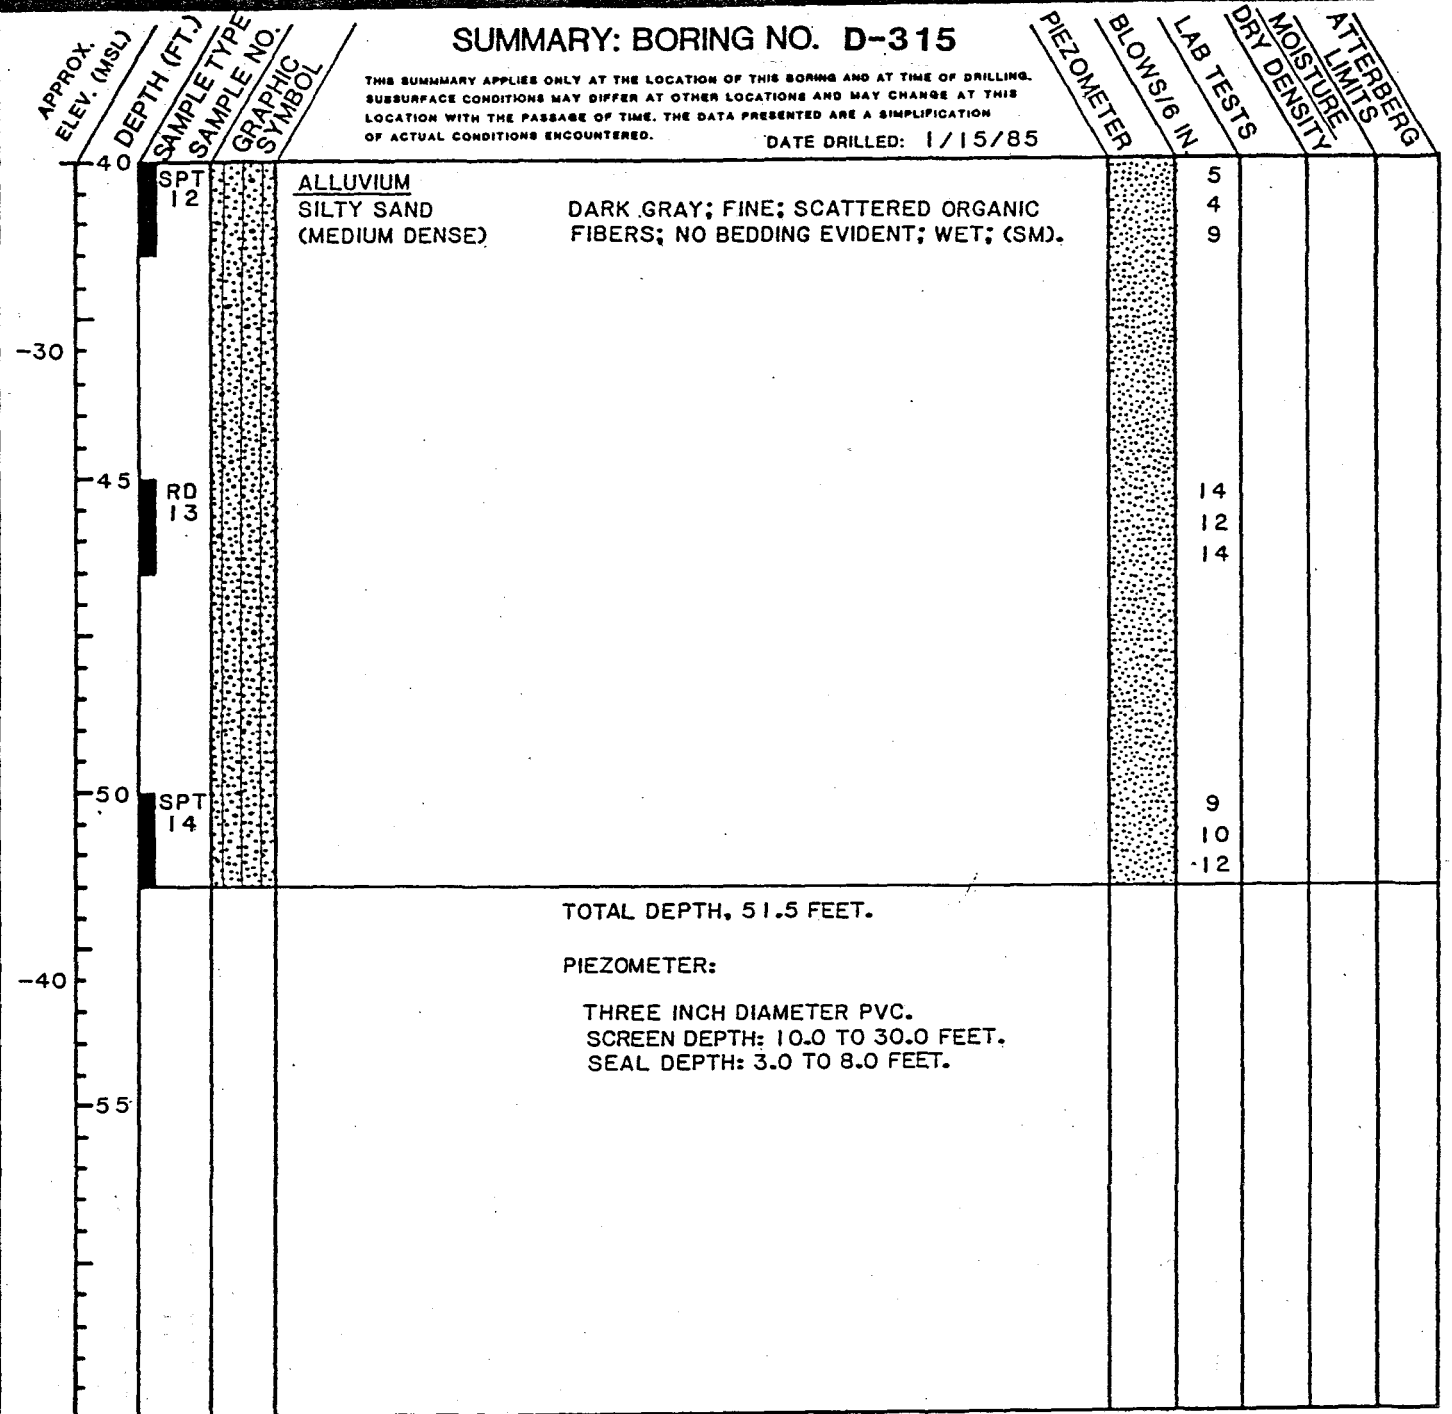 SUMMARY: BORING NO. D-315
THIS SUMMMARY APPLIES ONLY AT THE LOCATION OF THIS BORING AND AT TIME OF DRILLING.
SUBSURFACE CONDITIONS MAY DIFFER AT OTHER LOCATIONS AND MAY CHANGE AT THIS
LOCATION WITH THE PASSAGE OF TIME. THE DATA PRESENTED ARE A SIMPLIFICATION
OF ACTUAL CONDITIONS ENCOUNTERED.
DATE DRILLED: 1/15/85
APPROX.
ELEV. (MSL)
DEPTH (FT.)
SAMPLE TYPE
SAMPLE NO.
GRAPHIC
SYMBOL
PIEZOMETER
BLOWS/6 IN
LAB TESTS
DRY DENSITY
MOISTURE
ATTERBERG
LIMITS
40
SPT
12
ALLUVIUM
SILTY SAND DARK GRAY; FINE; SCATTERED ORGANIC
(MEDIUM DENSE) FIBERS; NO BEDDING EVIDENT; WET; (SM).
5
4
9
-30
45
RD
13
14
12
14
50
SPT
14
9
10
12
TOTAL DEPTH, 51.5 FEET.
PIEZOMETER:
-40
THREE INCH DIAMETER PVC.
SCREEN DEPTH: 10.0 TO 30.0 FEET.
SEAL DEPTH: 3.0 TO 8.0 FEET.
55